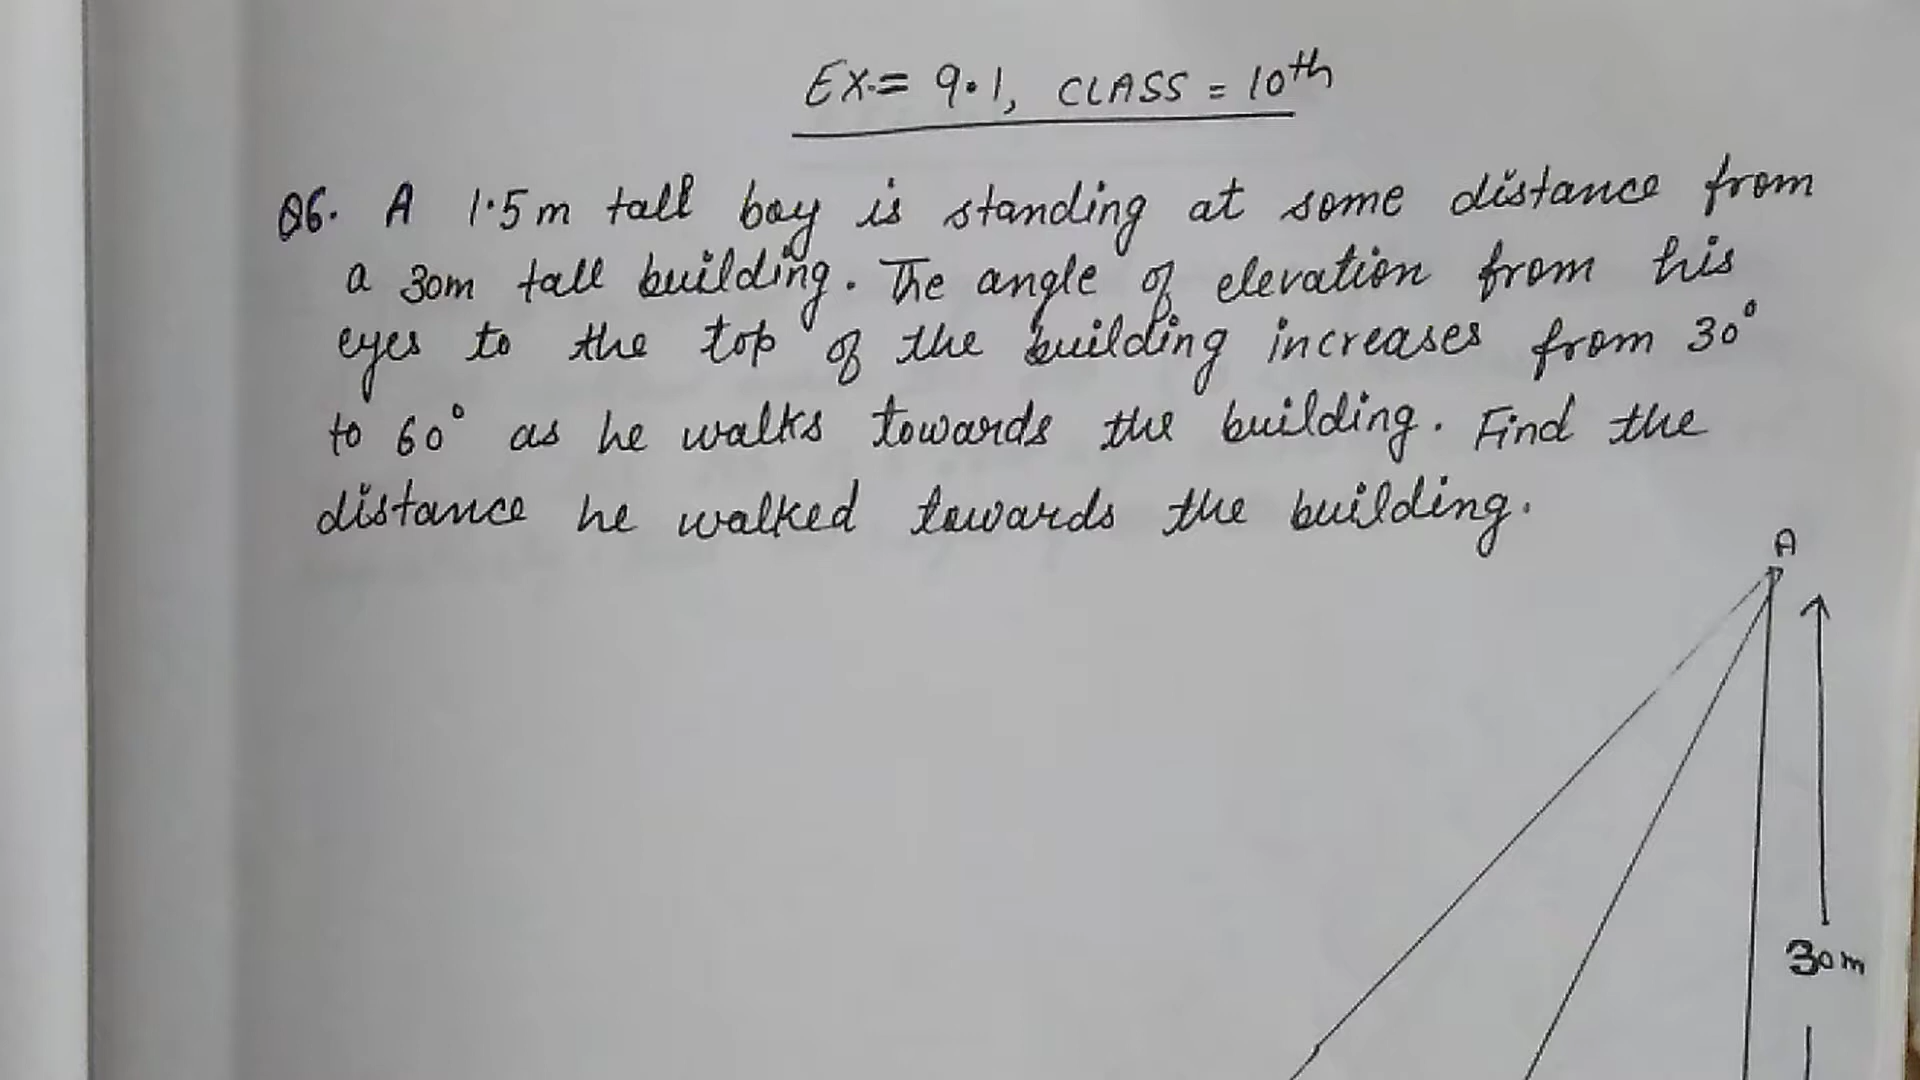 EX.= 9.1, CLASS = 10th
Q6. A 1.5m tall boy is standing at some distance from
a 30m tall building. The angle of elevation from his
eyes to the top of the building increases from 30°
to 60° as he walks towards the building. Find the
distance he walked towards the building.
A
30m